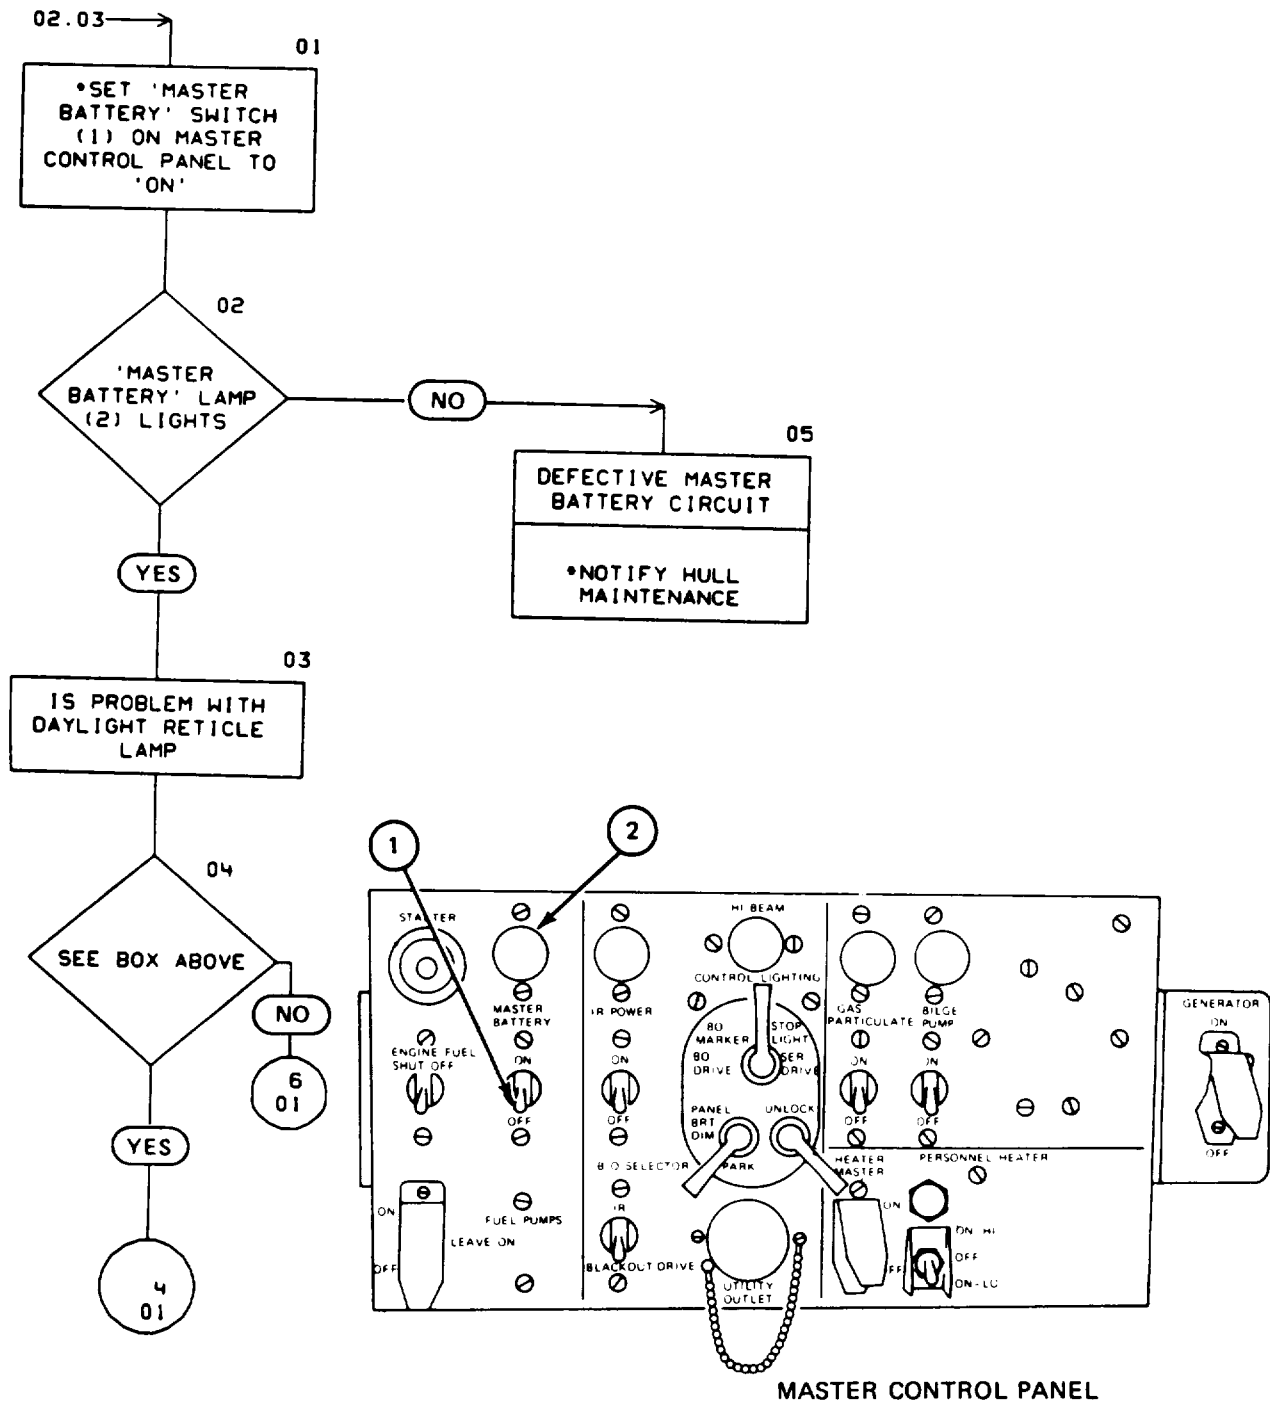 02.03
01
*SET 'MASTER
BATTERY' SWITCH
(1) ON MASTER
CONTROL PANEL TO
'ON'
02
'MASTER
BATTERY' LAMP
(2) LIGHTS
NO
05
DEFECTIVE MASTER
BATTERY CIRCUIT
*NOTIFY HULL
MAINTENANCE
YES
03
IS PROBLEM WITH
DAYLIGHT RETICLE
LAMP
04
SEE BOX ABOVE
NO
6
01
YES
4
01
1
2
STARTER
MASTER
BATTERY
ON
OFF
ENGINE FUEL
SHUT OFF
ON
OFF
LEAVE ON
FUEL PUMPS
IR POWER
ON
OFF
B O SELECTOR
IR
BLACKOUT DRIVE
HI BEAM
CONTROL LIGHTING
BO
MARKER
BO
DRIVE
STOP
LIGHT
SER
DRIVE
PANEL
BRT
DIM
UNLOCK
PARK
UTILITY
OUTLET
GAS
PARTICULATE
ON
OFF
BILGE
PUMP
ON
OFF
HEATER
MASTER
ON
OFF
PERSONNEL HEATER
ON-HI
OFF
ON-LO
GENERATOR
ON
OFF
MASTER CONTROL PANEL